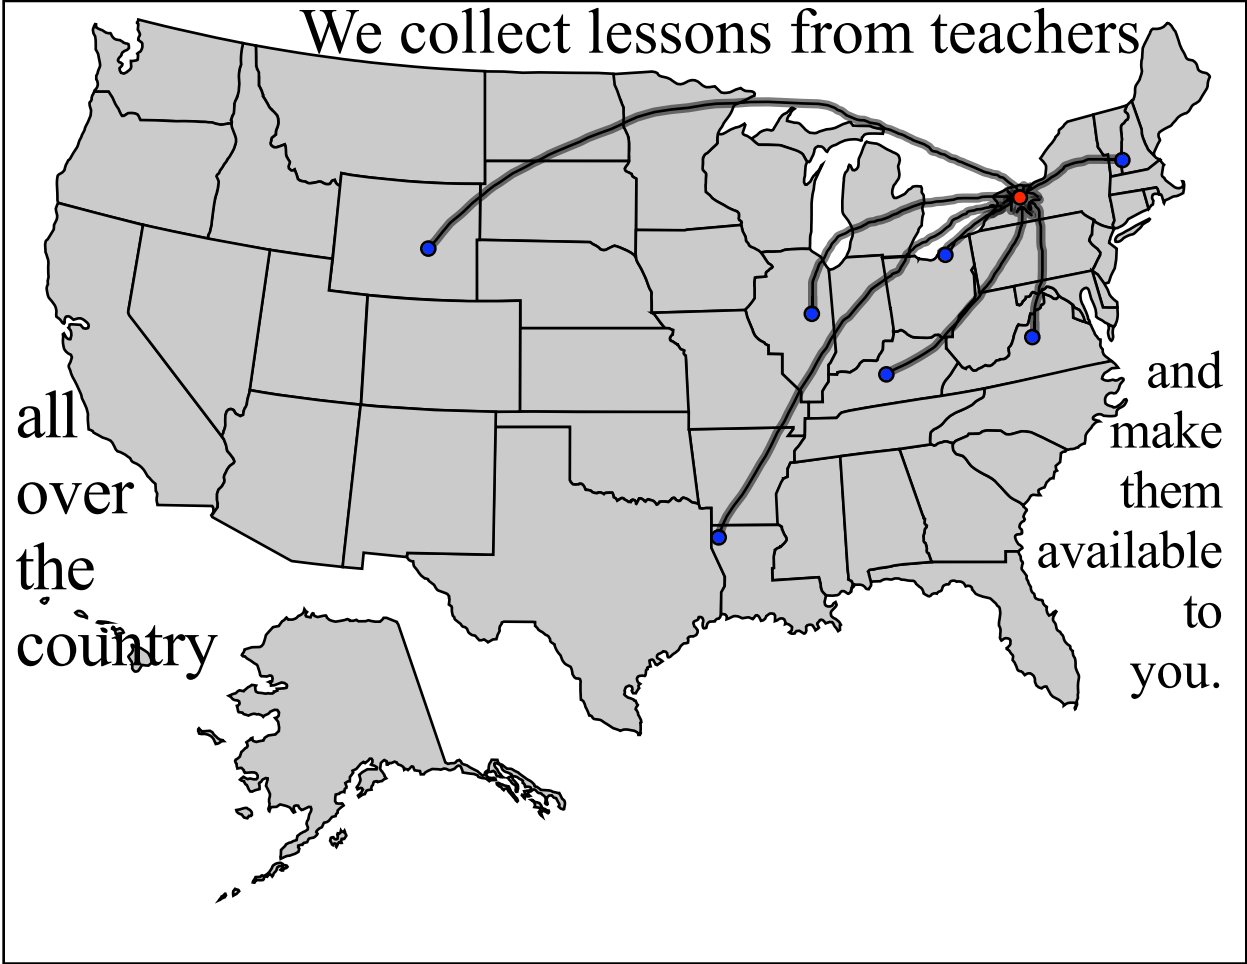 We collect lessons from teachers
all
over
the
country
and
make
them
available
to
you.